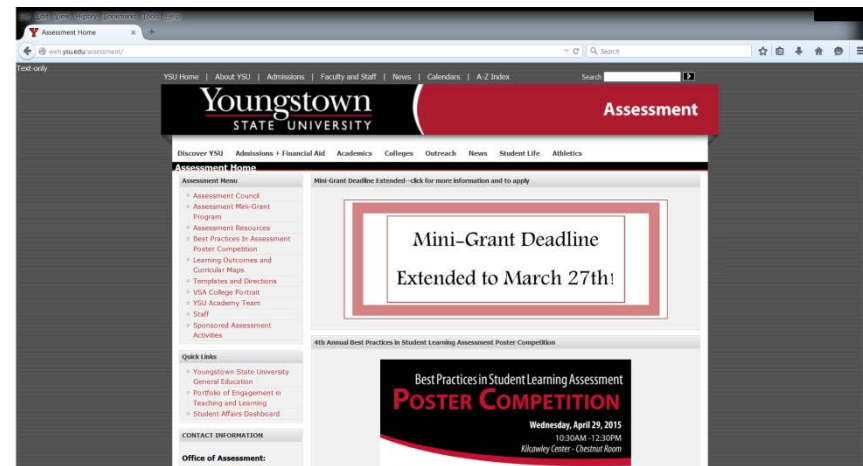 File Edit View History Bookmarks Tools Help
Assessment Home
web.ysu.edu/assessment/
Search
Text-only
YSU Home | About YSU | Admissions | Faculty and Staff | News | Calendars | A-Z Index
Search
Youngstown
STATE UNIVERSITY
Assessment
Discover YSU Admissions + Financial Aid Academics Colleges Outreach News Student Life Athletics
Assessment Home
Assessment Menu
Assessment Council
Assessment Mini-Grant
Program
Assessment Resources
Best Practices In Assessment
Poster Competition
Learning Outcomes and
Curricular Maps
Templates and Directions
VSA College Portrait
YSU Academy Team
Staff
Sponsored Assessment
Activities
Quick Links
Youngstown State University
General Education
Portfolio of Engagement in
Teaching and Learning
Student Affairs Dashboard
CONTACT INFORMATION
Office of Assessment:
Mini-Grant Deadline Extended--click for more information and to apply
Mini-Grant Deadline
Extended to March 27th!
4th Annual Best Practices in Student Learning Assessment Poster Competition
Best Practices in Student Learning Assessment
POSTER COMPETITION
Wednesday, April 29, 2015
10:30AM -12:30PM
Kilcawley Center - Chestnut Room